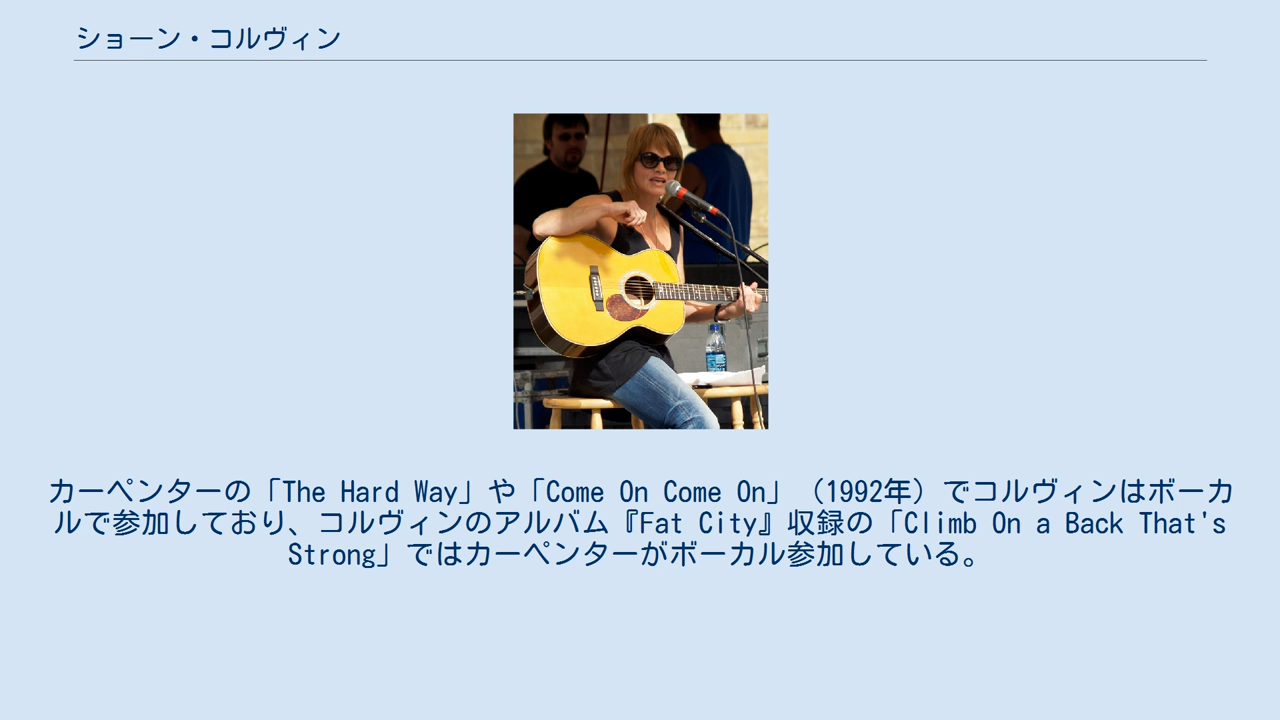 ショーン・コルヴィン
カーペンターの「The Hard Way」や「Come On Come On」（1992年）でコルヴィンはボーカ
ルで参加しており、コルヴィンのアルバム『Fat City』収録の「Climb On a Back That's
Strong」ではカーペンターがボーカル参加している。